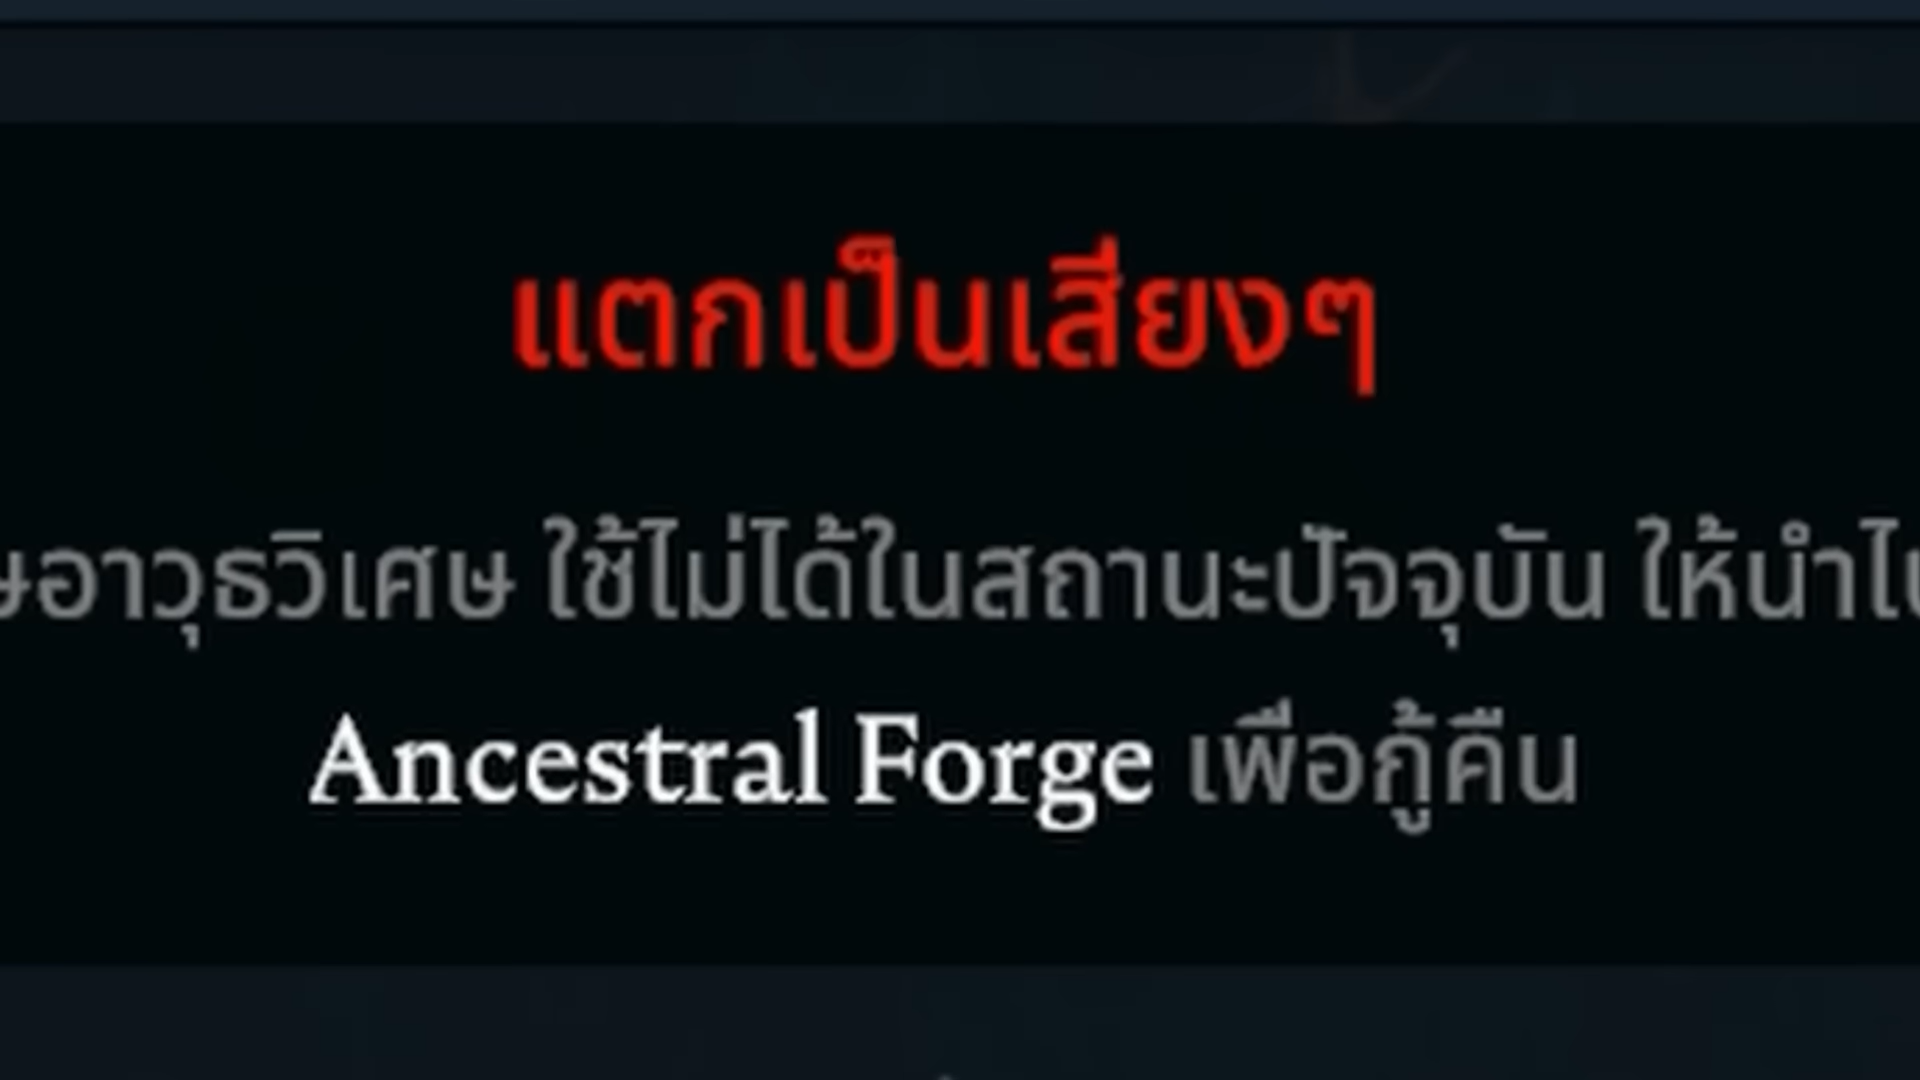 แตกเป็นเสี่ยงๆ
อาวุธวิเศษ ใช้ไม่ได้ในสถานะปัจจุบัน ให้นำไป
Ancestral Forge เพื่อกู้คืน